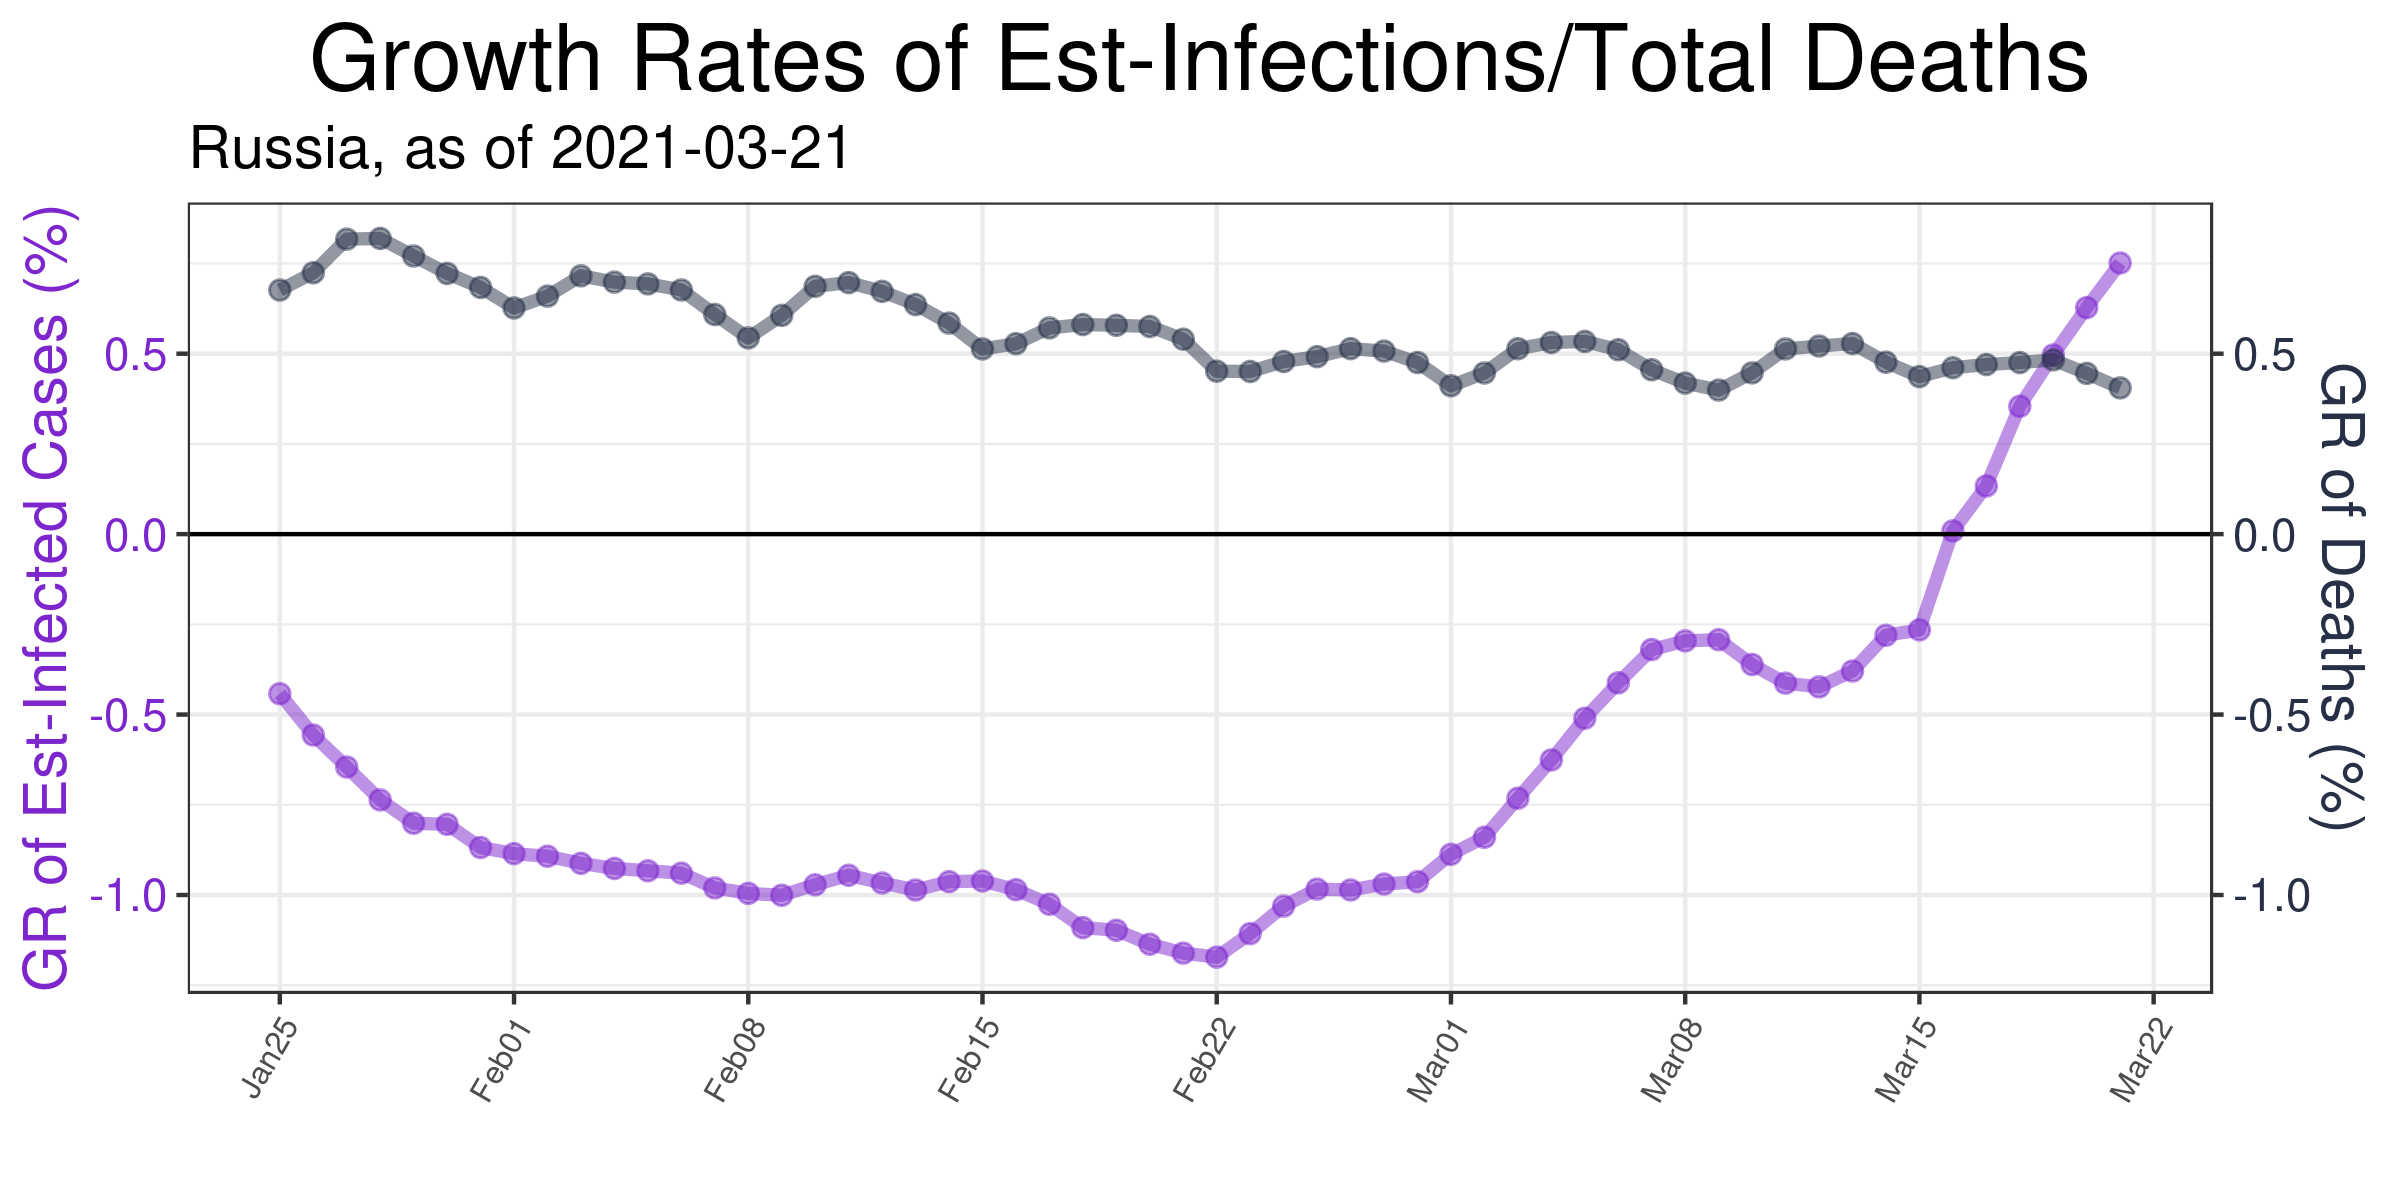 Growth Rates of Est-Infections/Total Deaths
Russia, as of 2021-03-21
GR of Est-Infected Cases (%)
0.5
0.0
-0.5
-1.0
0.5
0.0
-0.5
-1.0
GR of Deaths (%)
Jan25
Feb01
Feb08
Feb15
Feb22
Mar01
Mar08
Mar15
Mar22